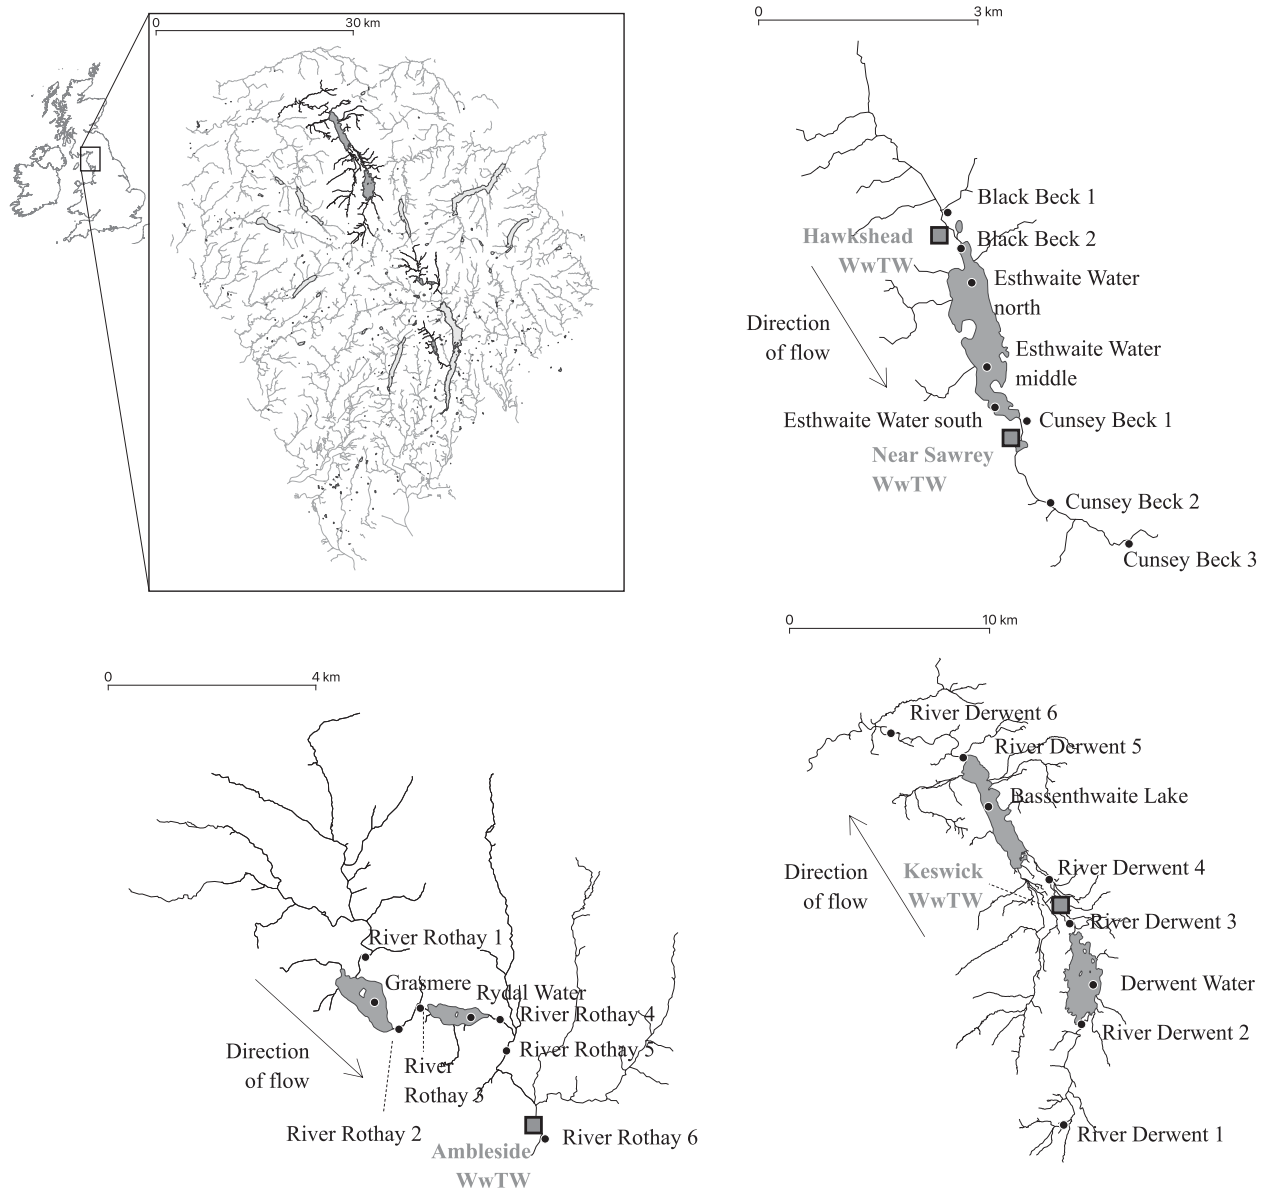 0 30 km
0 3 km
Black Beck 1
Hawkshead
WwTW
Black Beck 2
Esthwaite Water
north
Direction
of flow
Esthwaite Water
middle
Esthwaite Water south
Cunsey Beck 1
Near Sawrey
WwTW
Cunsey Beck 2
Cunsey Beck 3
0 4 km
River Rothay 1
Grasmere
Rydal Water
River Rothay 4
River Rothay 5
Direction
of flow
River
Rothay 3
River Rothay 2
Ambleside
WwTW
River Rothay 6
0 10 km
River Derwent 6
River Derwent 5
Bassenthwaite Lake
Direction
of flow
Keswick
WwTW
River Derwent 4
River Derwent 3
Derwent Water
River Derwent 2
River Derwent 1